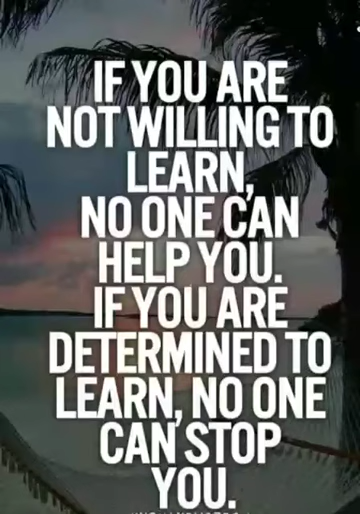 IF YOU ARE
NOT WILLING TO
LEARN,
NO ONE CAN
HELP YOU.
IF YOU ARE
DETERMINED TO
LEARN, NO ONE
CAN STOP
YOU.